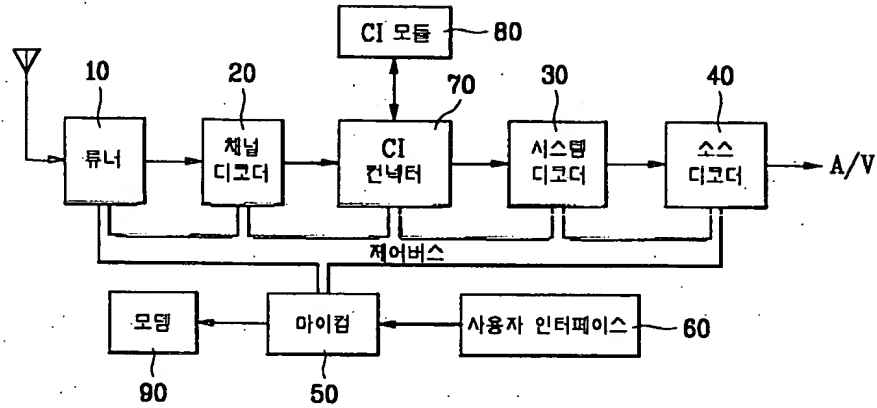 CI 모듈
80
10
20
70
30
40
튜너
채널
디코더
CI
컨넥터
시스템
디코더
소스
디코더
A/V
제어버스
모뎀
마이컴
사용자 인터페이스
60
90
50